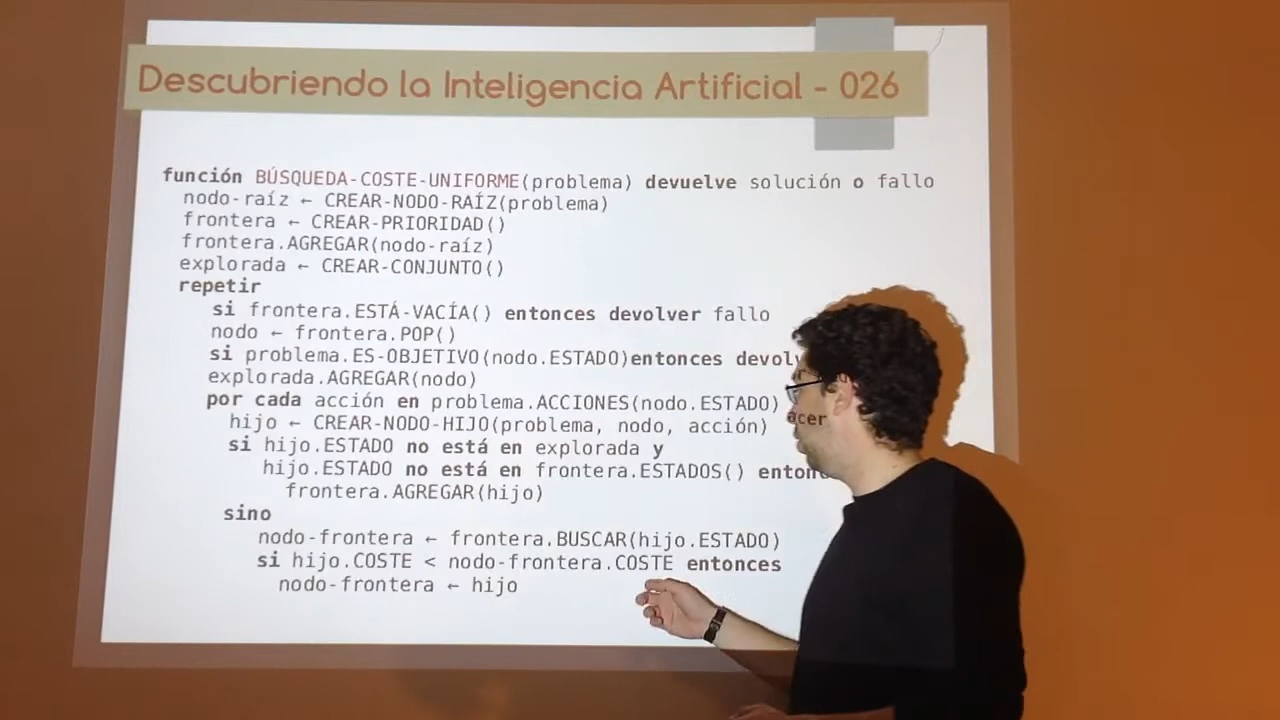 Descubriendo la Inteligencia Artificial - 026
función BÚSQUEDA-COSTE-UNIFORME(problema) devuelve solución o fallo
nodo-raíz ← CREAR-NODO-RAÍZ(problema)
frontera ← CREAR-PRIORIDAD()
frontera.AGREGAR(nodo-raíz)
explorada ← CREAR-CONJUNTO()
repetir
si frontera.ESTÁ-VACÍA() entonces devolver fallo
nodo ← frontera.POP()
si problema.ES-OBJETIVO(nodo.ESTADO)entonces
explorada.AGREGAR(nodo)
por cada acción en problema.ACCIONES(nodo.ESTADO)
hijo ← CREAR-NODO-HIJO(problema, nodo, acción)
si hijo.ESTADO no está en explorada y
hijo.ESTADO no está en frontera.ESTADOS()
frontera.AGREGAR(hijo)
sino
nodo-frontera ← frontera.BUSCAR(hijo.ESTADO)
si hijo.COSTE < nodo-frontera.COSTE entonces
nodo-frontera ← hijo